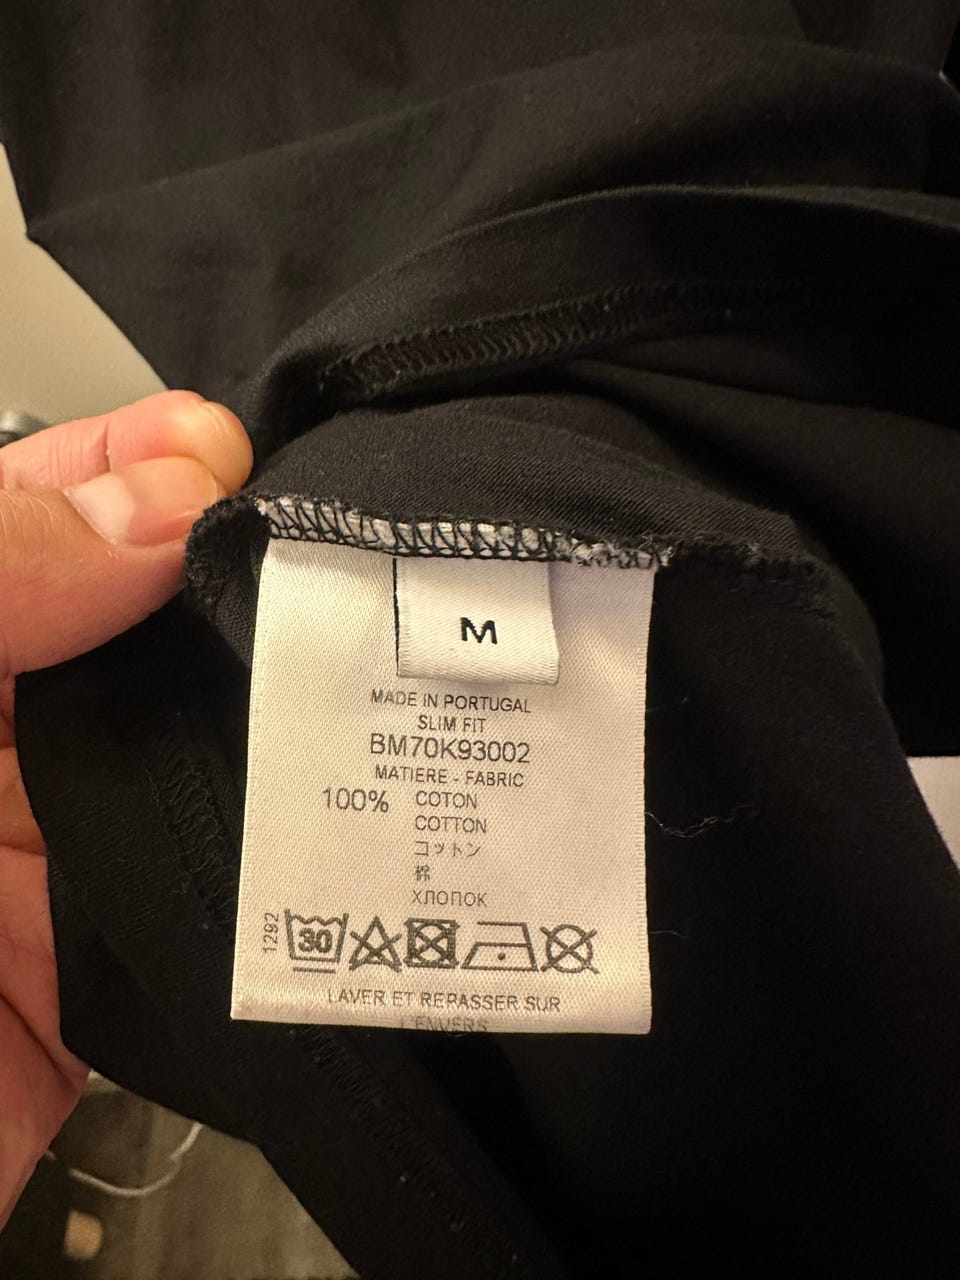 M
MADE IN PORTUGAL
SLIM FIT
BM70K93002
MATIERE - FABRIC
100% COTON
COTTON
コットン
棉
ХЛОПОК
1292
30
LAVER ET REPASSER SUR
L'ENVERS